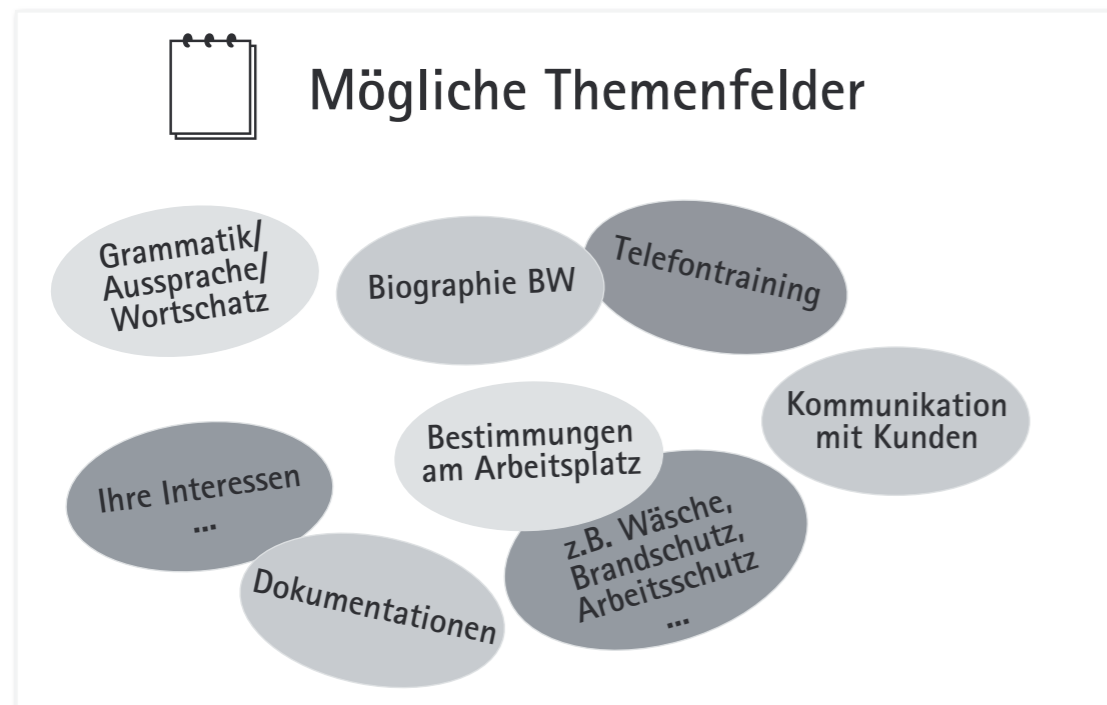 Mögliche Themenfelder
Grammatik/
Aussprache/
Wortschatz
Biographie BW
Telefontraining
Kommunikation
mit Kunden
Bestimmungen
am Arbeitsplatz
Ihre Interessen
...
z.B. Wäsche,
Brandschutz,
Arbeitsschutz
...
Dokumentationen